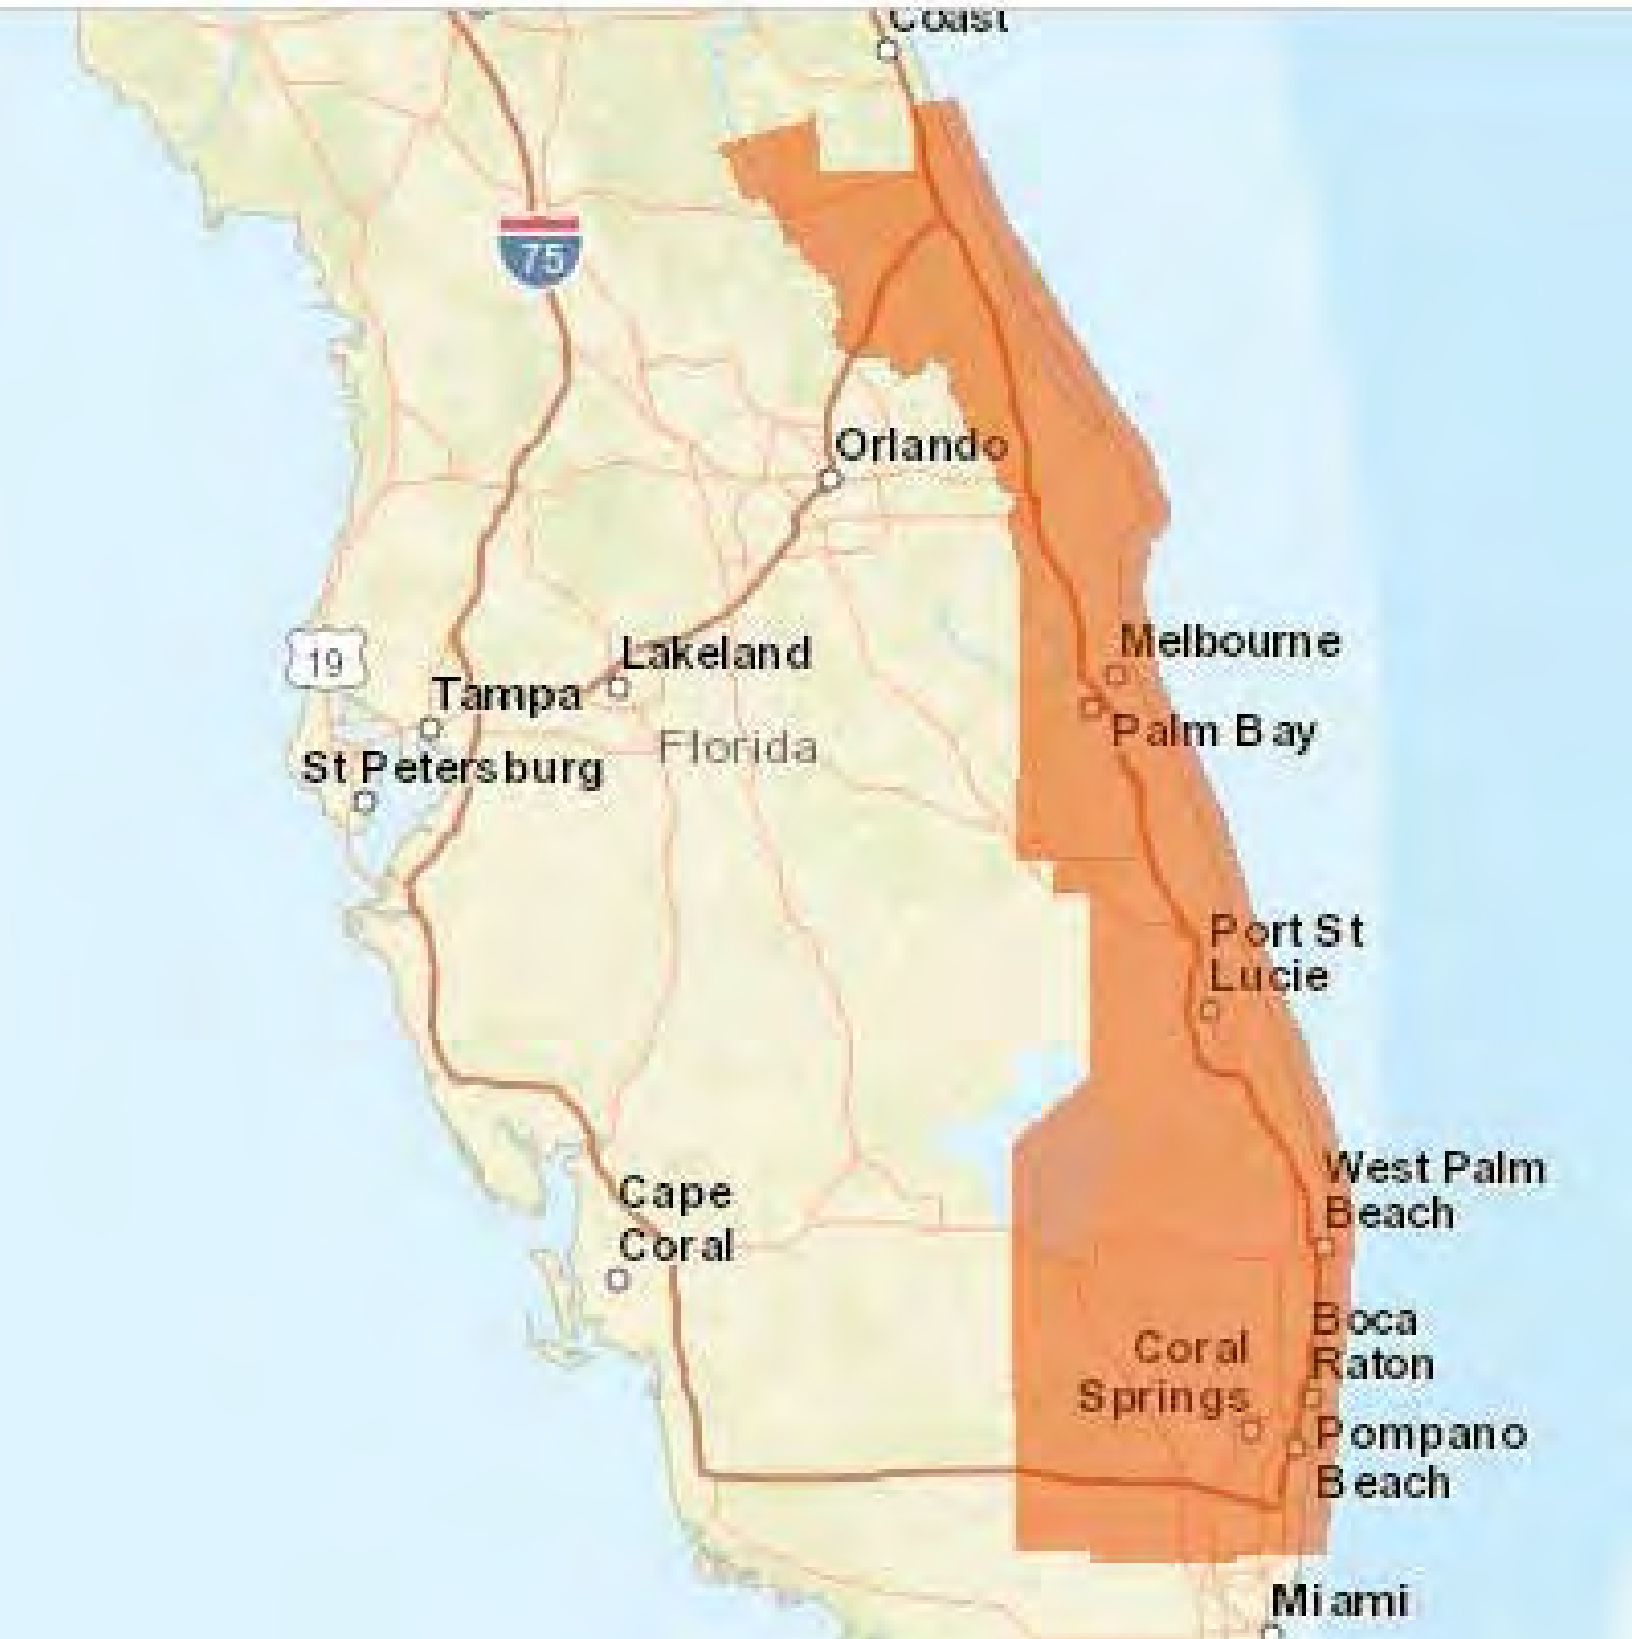 Coast
75
Orlando
Melbourne
19
Lakeland
Tampa
Palm Bay
Florida
St Petersburg
Port St
Lucie
West Palm
Beach
Cape
Coral
Boca
Raton
Coral
Springs
Pompano
Beach
Miami